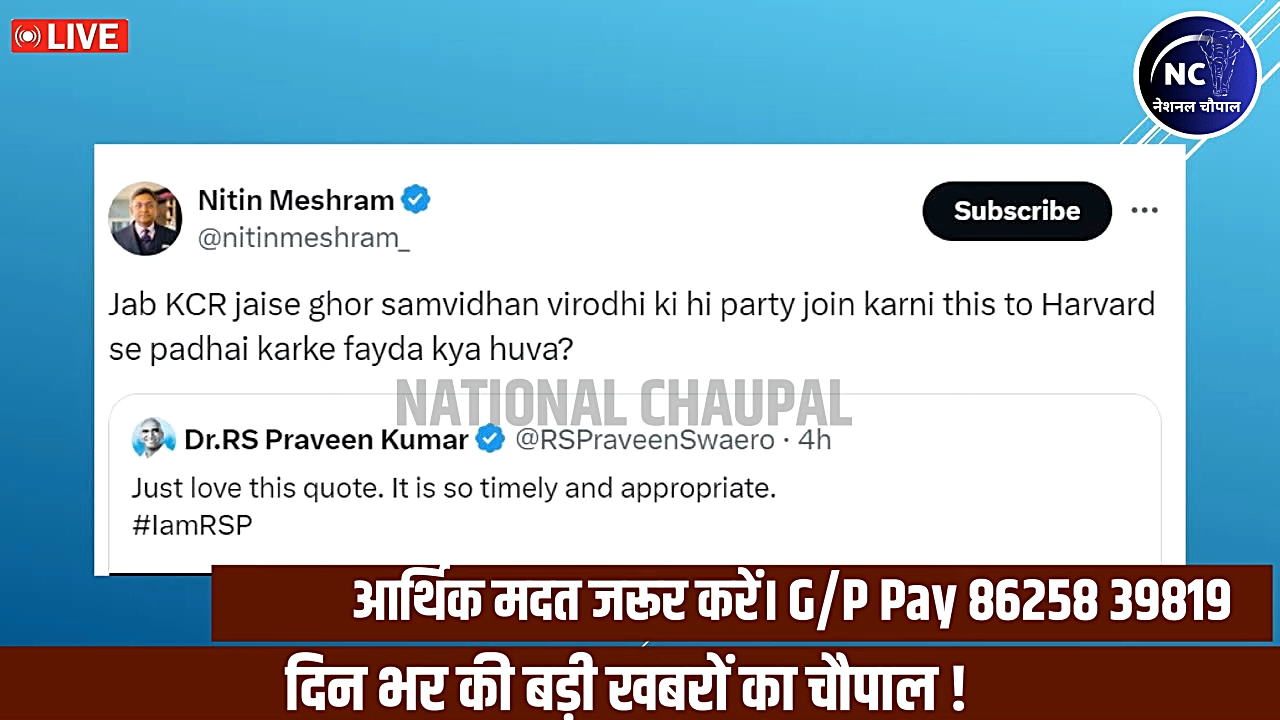 LIVE
NC
नेशनल चौपाल
Nitin Meshram
@nitinmeshram_
Subscribe
Jab KCR jaise ghor samvidhan virodhi ki hi party join karni this to Harvard
se padhai karke fayda kya huva?
NATIONAL CHAUPAL
Dr.RS Praveen Kumar @RSPraveenSwaero · 4h
Just love this quote. It is so timely and appropriate.
#IamRSP
आर्थिक मदत जरूर करें। G/P Pay 86258 39819
दिन भर की बड़ी खबरों का चौपाल !